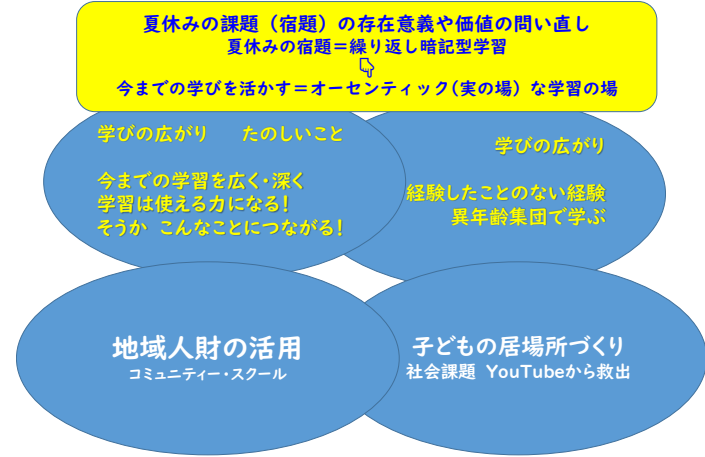 夏休みの課題（宿題）の存在意義や価値の問い直し
夏休みの宿題＝繰り返し暗記型学習
今までの学びを活かす＝オーセンティック（実の場）な学習の場
学びの広がり　たのしいこと
今までの学習を広く・深く
学習は使える力になる！
そうか こんなことにつながる！
学びの広がり
経験したことのない経験
異年齢集団で学ぶ
地域人財の活用
コミュニティー・スクール
子どもの居場所づくり
社会課題 YouTubeから救出